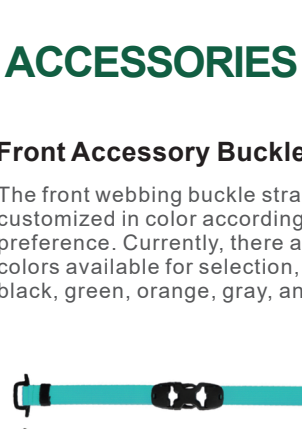 ACCESSORIES
Front Accessory Buckle
The front webbing buckle stra
customized in color according
preference. Currently, there a
colors available for selection,
black, green, orange, gray, an